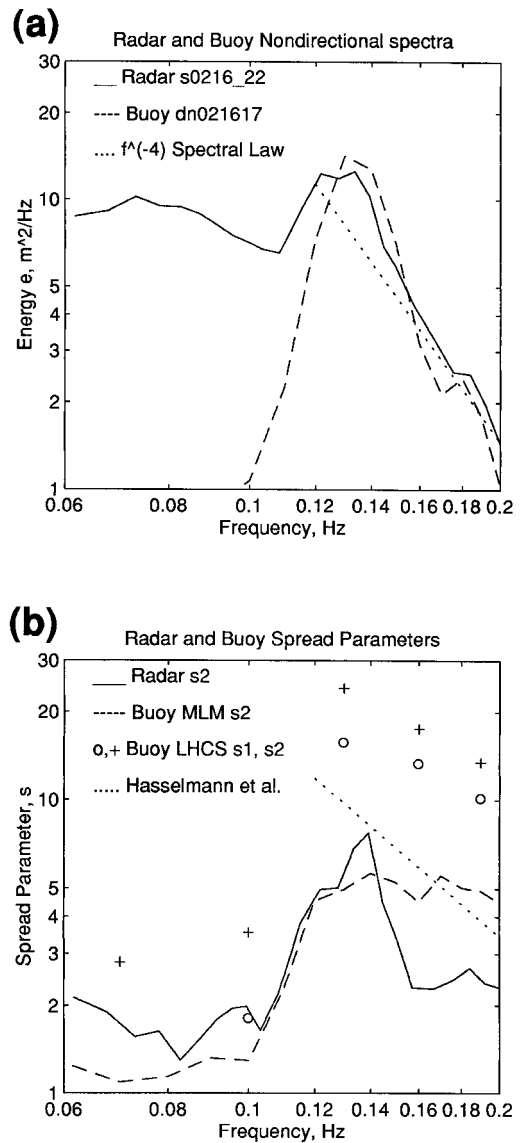 (a)
Radar and Buoy Nondirectional spectra
30
__ Radar s0216_22
---- Buoy dn021617
20
.... f^(-4) Spectral Law
10
Energy e, m^2/Hz
5
4
3
2
1
0.06 0.08 0.1 0.12 0.14 0.16 0.18 0.2
Frequency, Hz
(b)
Radar and Buoy Spread Parameters
30
___ Radar s2
20
----- Buoy MLM s2
o,+ Buoy LHCS s1, s2
..... Hasselmann et al.
10
Spread Parameter, s
5
4
3
2
1
0.06 0.08 0.1 0.12 0.14 0.16 0.18 0.2
Frequency, Hz